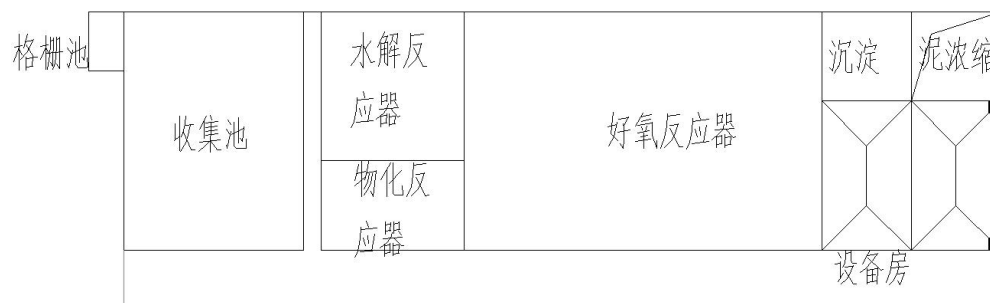 格栅池
收集池
水解反
应器
物化反
应器
好氧反应器
沉淀
泥浓缩
设备房